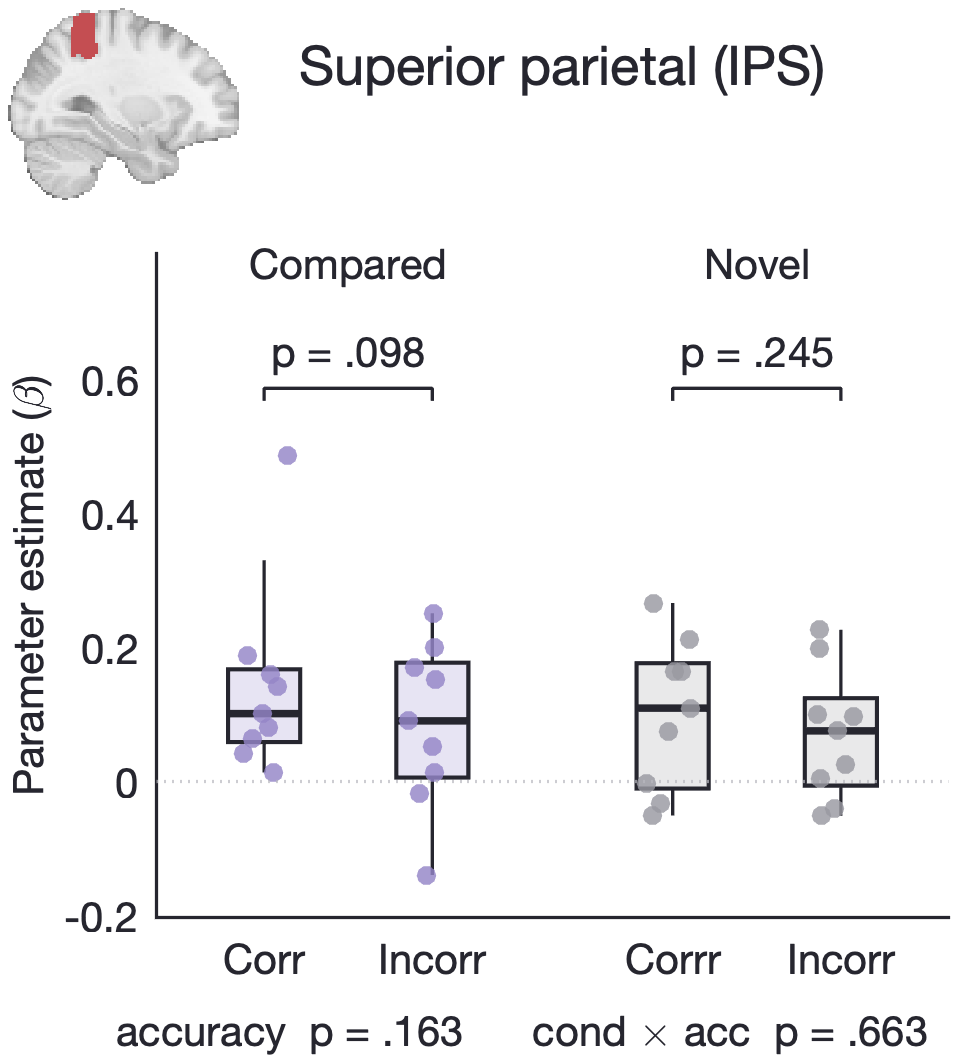 Superior parietal (IPS)
Compared
Novel
p = .098
p = .245
Parameter estimate (β)
0.6
0.4
0.2
0
-0.2
Corr
Incorr
Corrr
Incorr
accuracy p = .163
cond × acc p = .663